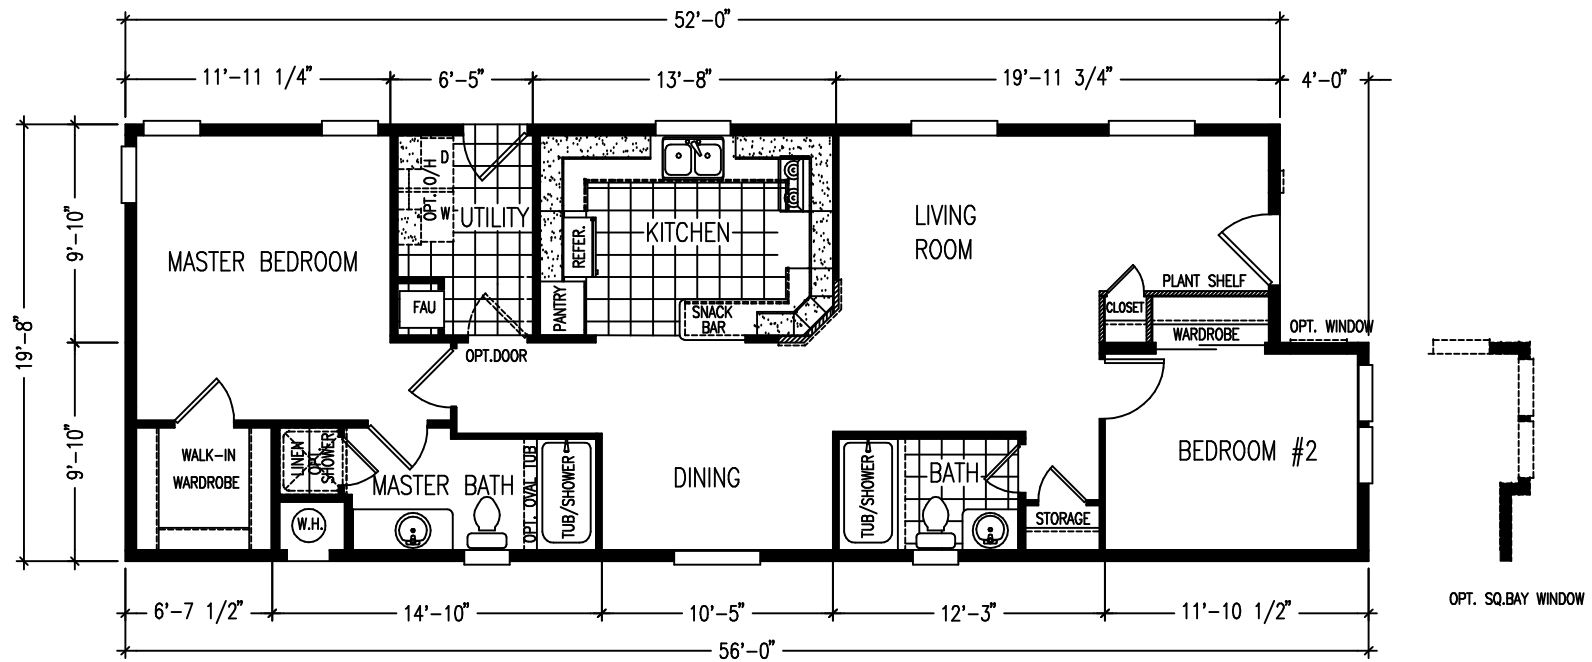 52'-0"
11'-11 1/4"
6'-5"
13'-8"
19'-11 3/4"
4'-0"
19'-8"
9'-10"
9'-10"
MASTER BEDROOM
OPT. O/H
D
W
UTILITY
FAU
OPT.DOOR
KITCHEN
REFER.
PANTRY
SNACK
BAR
LIVING
ROOM
PLANT SHELF
CLOSET
WARDROBE
OPT. WINDOW
WALK-IN
WARDROBE
LINEN
OPT.
SHOWER
W.H.
MASTER BATH
OPT. OVAL TUB
TUB/SHOWER
DINING
TUB/SHOWER
BATH
STORAGE
BEDROOM #2
OPT. SQ.BAY WINDOW
6'-7 1/2"
14'-10"
10'-5"
12'-3"
11'-10 1/2"
56'-0"